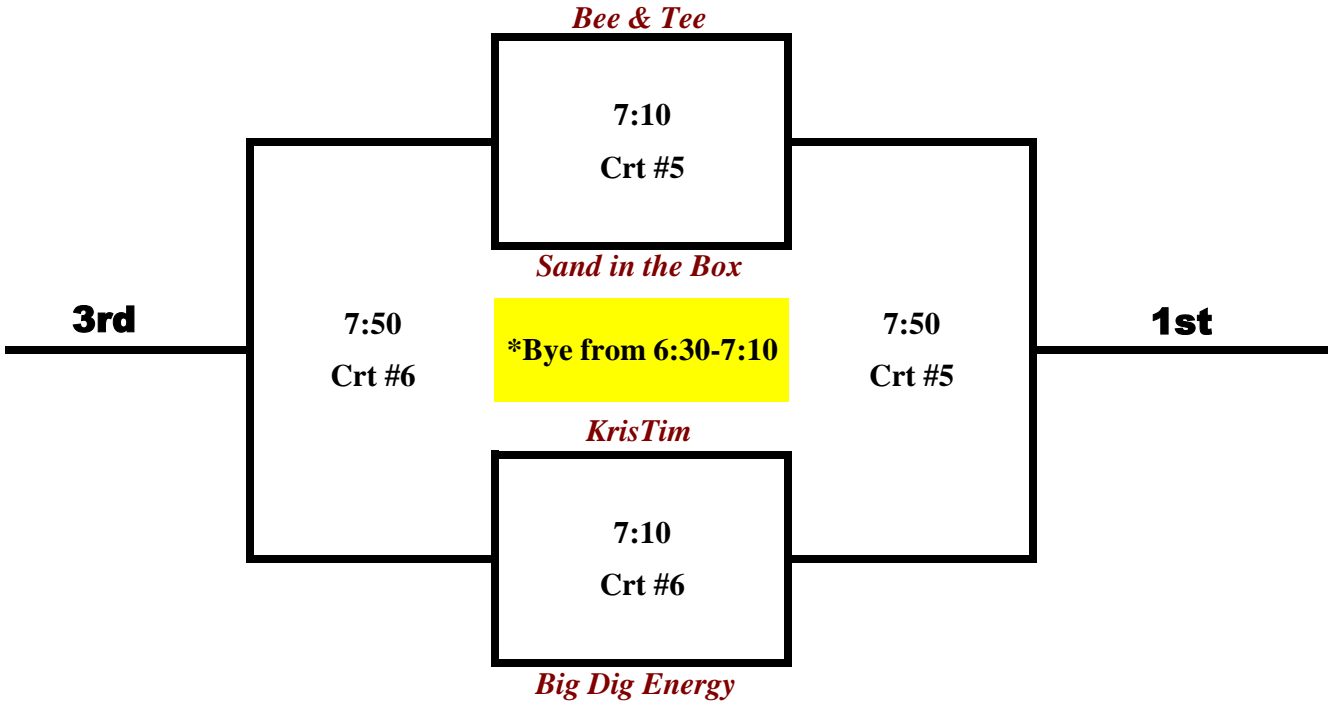 Bee & Tee
7:10
Crt #5
Sand in the Box
3rd
7:50
Crt #6
*Bye from 6:30-7:10
7:50
Crt #5
1st
KrisTim
7:10
Crt #6
Big Dig Energy